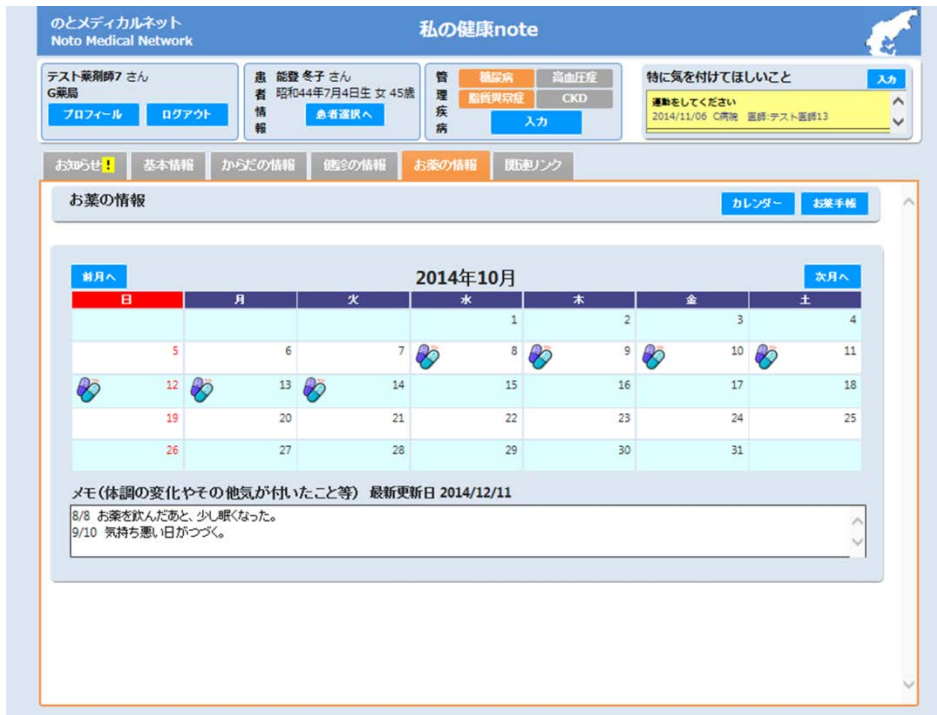 のとメディカルネット
Noto Medical Network
私の健康note
テスト薬剤師7 さん
G薬局
プロフィール ログアウト
患者情報
能登 冬子 さん
昭和44年7月4日生 女 45歳
患者選択へ
管理疾病
糖尿病 高血圧症
脂質異常症 CKD
入力
特に気を付けてほしいこと 入力
運動をしてください
2014/11/06 C病院 医師:テスト医師13
お知らせ! 基本情報 からだの情報 健診の情報 お薬の情報 関連リンク
お薬の情報 カレンダー お薬手帳
前月へ 2014年10月 次月へ
日 月 火 水 木 金 土
1 2 3 4
5 6 7 8 9 10 11
12 13 14 15 16 17 18
19 20 21 22 23 24 25
26 27 28 29 30 31
メモ(体調の変化やその他気が付いたこと等) 最新更新日 2014/12/11
8/8 お薬を飲んだあと、少し眠くなった。
9/10 気持ち悪い日がつづく。